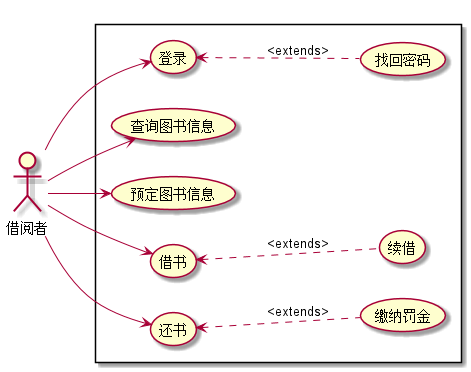 登录
<extends>
找回密码
查询图书信息
预定图书信息
借阅者
借书
<extends>
续借
还书
<extends>
缴纳罚金